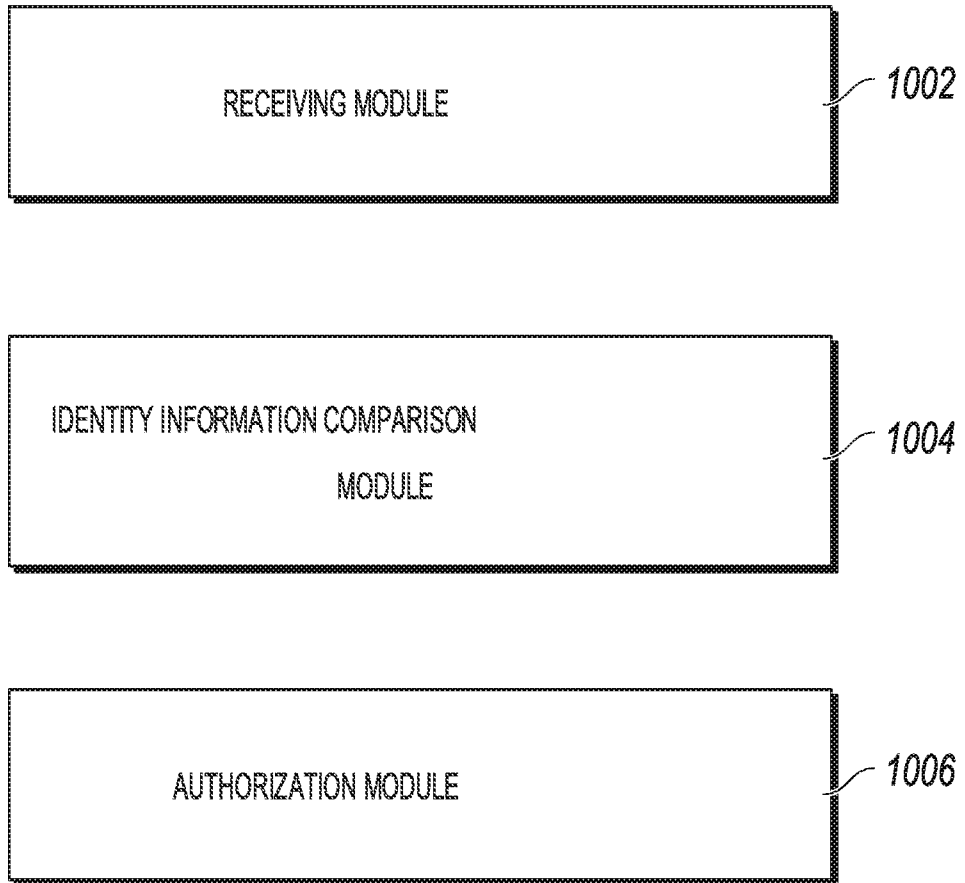 RECEIVING MODULE
1002
IDENTITY INFORMATION COMPARISON
MODULE
1004
AUTHORIZATION MODULE
1006